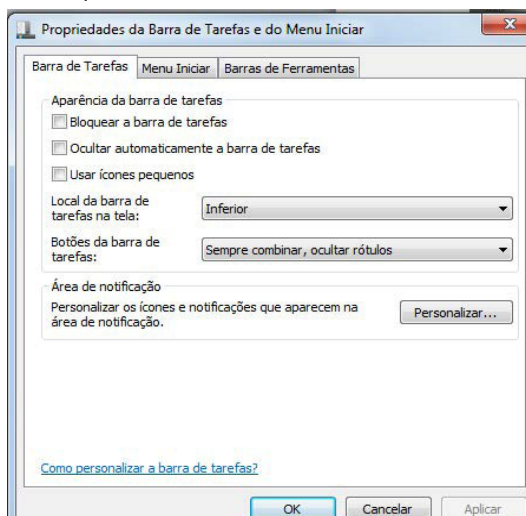 Propriedades da Barra de Tarefas e do Menu Iniciar
Barra de Tarefas Menu Iniciar Barras de Ferramentas
Aparência da barra de tarefas
Bloquear a barra de tarefas
Ocultar automaticamente a barra de tarefas
Usar ícones pequenos
Local da barra de
tarefas na tela:
Inferior
Botões da barra de
tarefas:
Sempre combinar, ocultar rótulos
Área de notificação
Personalizar os ícones e notificações que aparecem na
área de notificação.
Personalizar...
Como personalizar a barra de tarefas?
OK Cancelar Aplicar